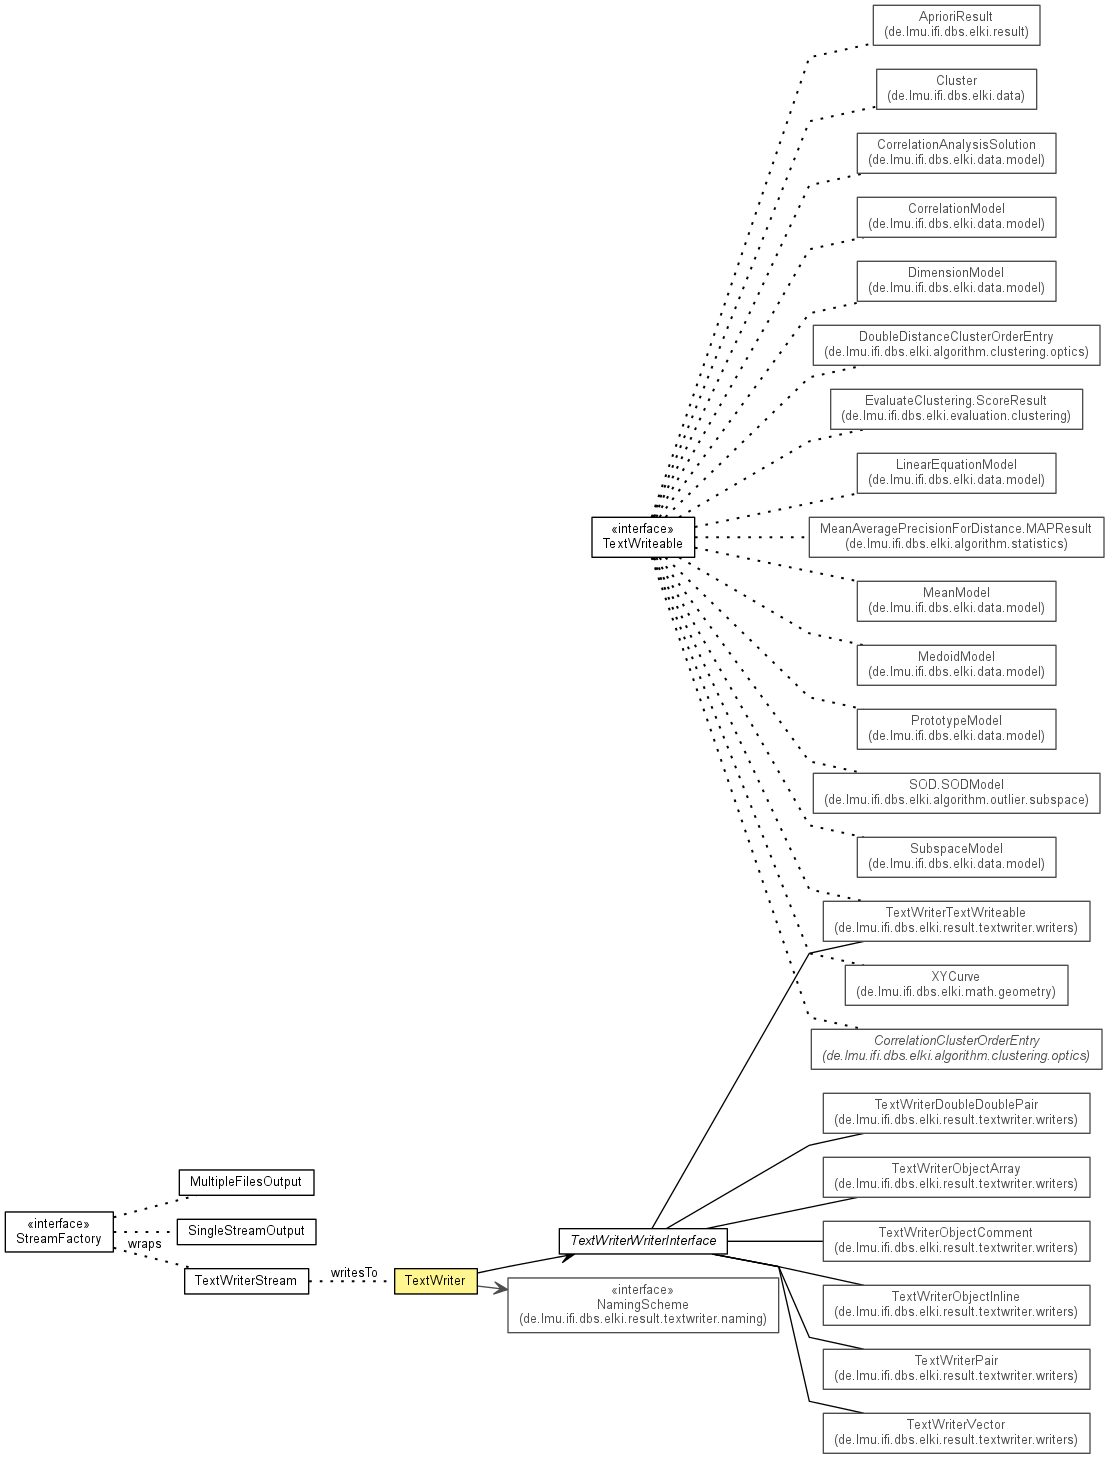 AprioriResult
(de.lmu.ifi.dbs.elki.result)
Cluster
(de.lmu.ifi.dbs.elki.data)
CorrelationAnalysisSolution
(de.lmu.ifi.dbs.elki.data.model)
CorrelationModel
(de.lmu.ifi.dbs.elki.data.model)
DimensionModel
(de.lmu.ifi.dbs.elki.data.model)
DoubleDistanceClusterOrderEntry
(de.lmu.ifi.dbs.elki.algorithm.clustering.optics)
EvaluateClustering.ScoreResult
(de.lmu.ifi.dbs.elki.evaluation.clustering)
LinearEquationModel
(de.lmu.ifi.dbs.elki.data.model)
«interface»
TextWriteable
MeanAveragePrecisionForDistance.MAPResult
(de.lmu.ifi.dbs.elki.algorithm.statistics)
MeanModel
(de.lmu.ifi.dbs.elki.data.model)
MedoidModel
(de.lmu.ifi.dbs.elki.data.model)
PrototypeModel
(de.lmu.ifi.dbs.elki.data.model)
SOD.SODModel
(de.lmu.ifi.dbs.elki.algorithm.outlier.subspace)
SubspaceModel
(de.lmu.ifi.dbs.elki.data.model)
TextWriterTextWriteable
(de.lmu.ifi.dbs.elki.result.textwriter.writers)
XYCurve
(de.lmu.ifi.dbs.elki.math.geometry)
CorrelationClusterOrderEntry
(de.lmu.ifi.dbs.elki.algorithm.clustering.optics)
TextWriterDoubleDoublePair
(de.lmu.ifi.dbs.elki.result.textwriter.writers)
TextWriterObjectArray
(de.lmu.ifi.dbs.elki.result.textwriter.writers)
MultipleFilesOutput
«interface»
StreamFactory
SingleStreamOutput
wraps
TextWriterStream
writesTo
TextWriter
TextWriterWriterInterface
«interface»
NamingScheme
(de.lmu.ifi.dbs.elki.result.textwriter.naming)
TextWriterObjectComment
(de.lmu.ifi.dbs.elki.result.textwriter.writers)
TextWriterObjectInline
(de.lmu.ifi.dbs.elki.result.textwriter.writers)
TextWriterPair
(de.lmu.ifi.dbs.elki.result.textwriter.writers)
TextWriterVector
(de.lmu.ifi.dbs.elki.result.textwriter.writers)